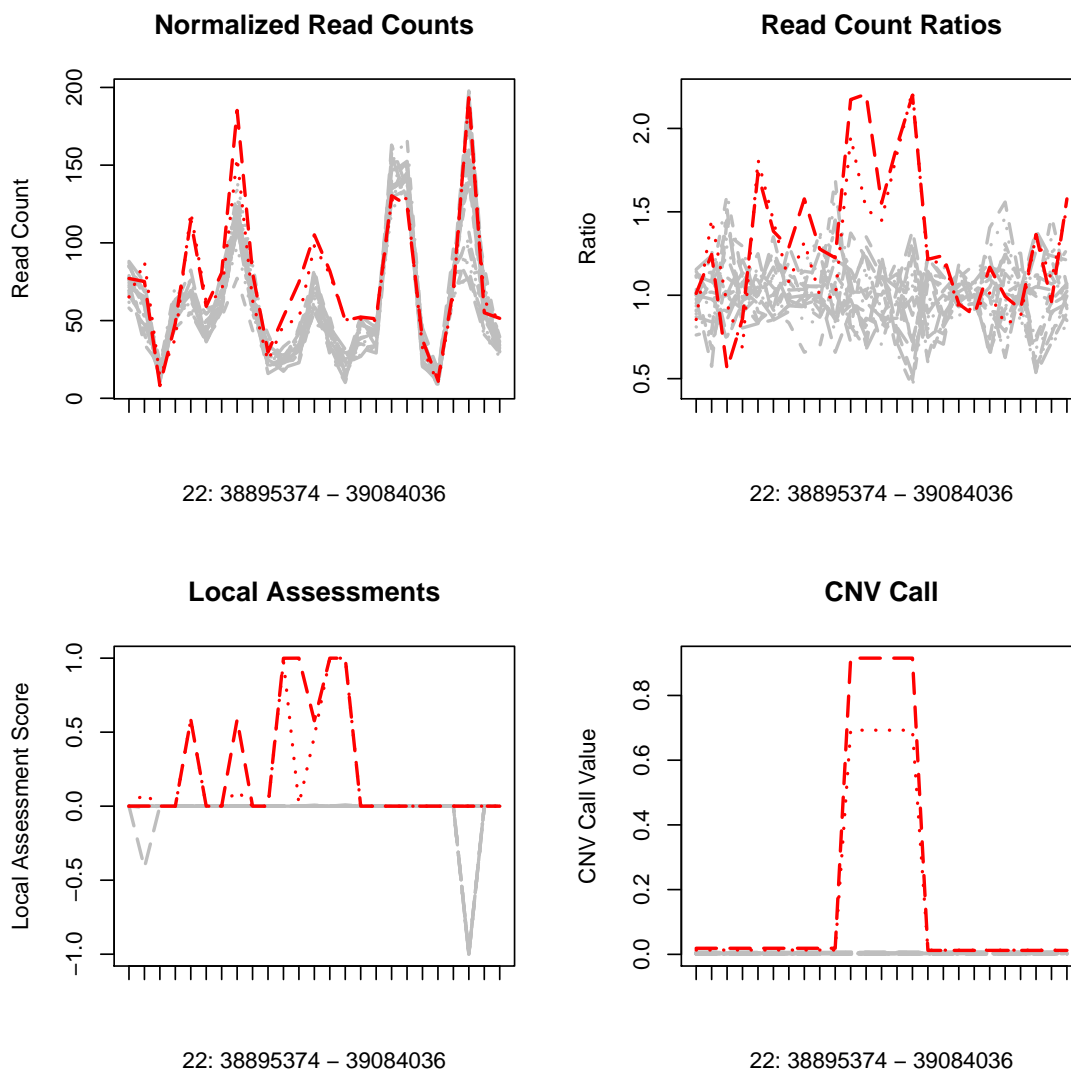 Normalized Read Counts
Read Count
0
50
100
150
200
22: 38895374 − 39084036
Read Count Ratios
Ratio
0.5
1.0
1.5
2.0
22: 38895374 − 39084036
Local Assessments
Local Assessment Score
−1.0
−0.5
0.0
0.5
1.0
22: 38895374 − 39084036
CNV Call
CNV Call Value
0.0
0.2
0.4
0.6
0.8
22: 38895374 − 39084036